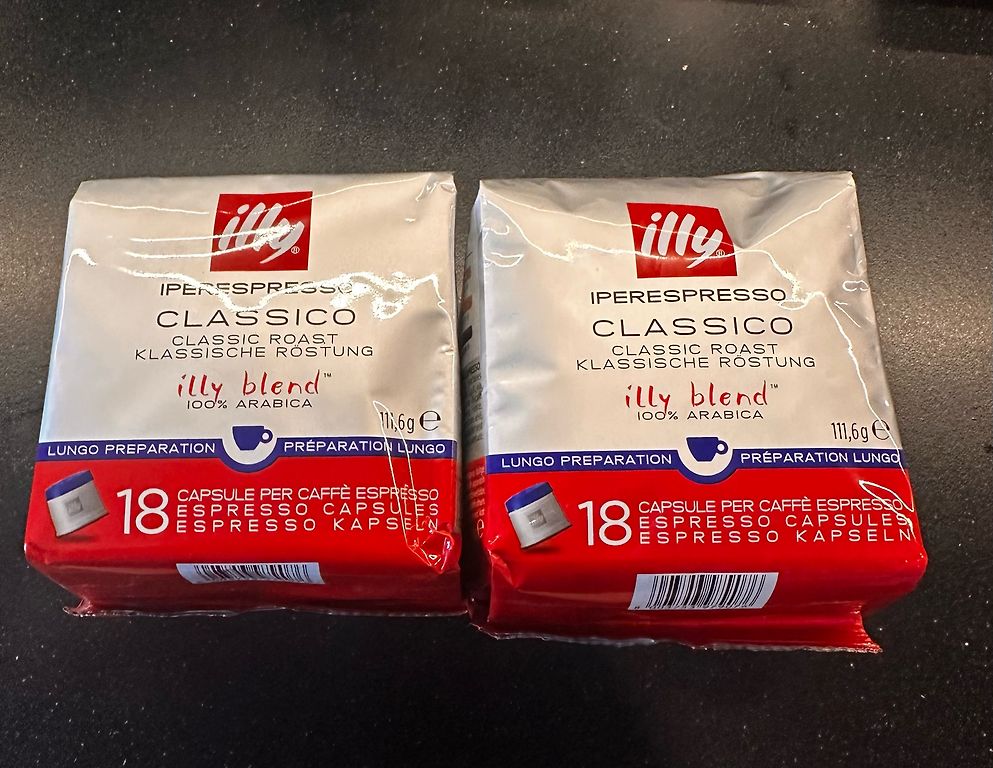 illy®
IPERESPRESSO
CLASSICO
CLASSIC ROAST
KLASSISCHE RÖSTUNG
illy blend™
100% ARABICA
111,6g ℮
LUNGO PREPARATION PRÉPARATION LUNGO
18 CAPSULE PER CAFFÈ ESPRESSO
ESPRESSO CAPSULES
ESPRESSO KAPSELN
illy®
IPERESPRESSO
CLASSICO
CLASSIC ROAST
KLASSISCHE RÖSTUNG
illy blend™
100% ARABICA
111,6g ℮
LUNGO PREPARATION PRÉPARATION LUNGO
18 CAPSULE PER CAFFÈ ESPRESSO
ESPRESSO CAPSULES
ESPRESSO KAPSELN